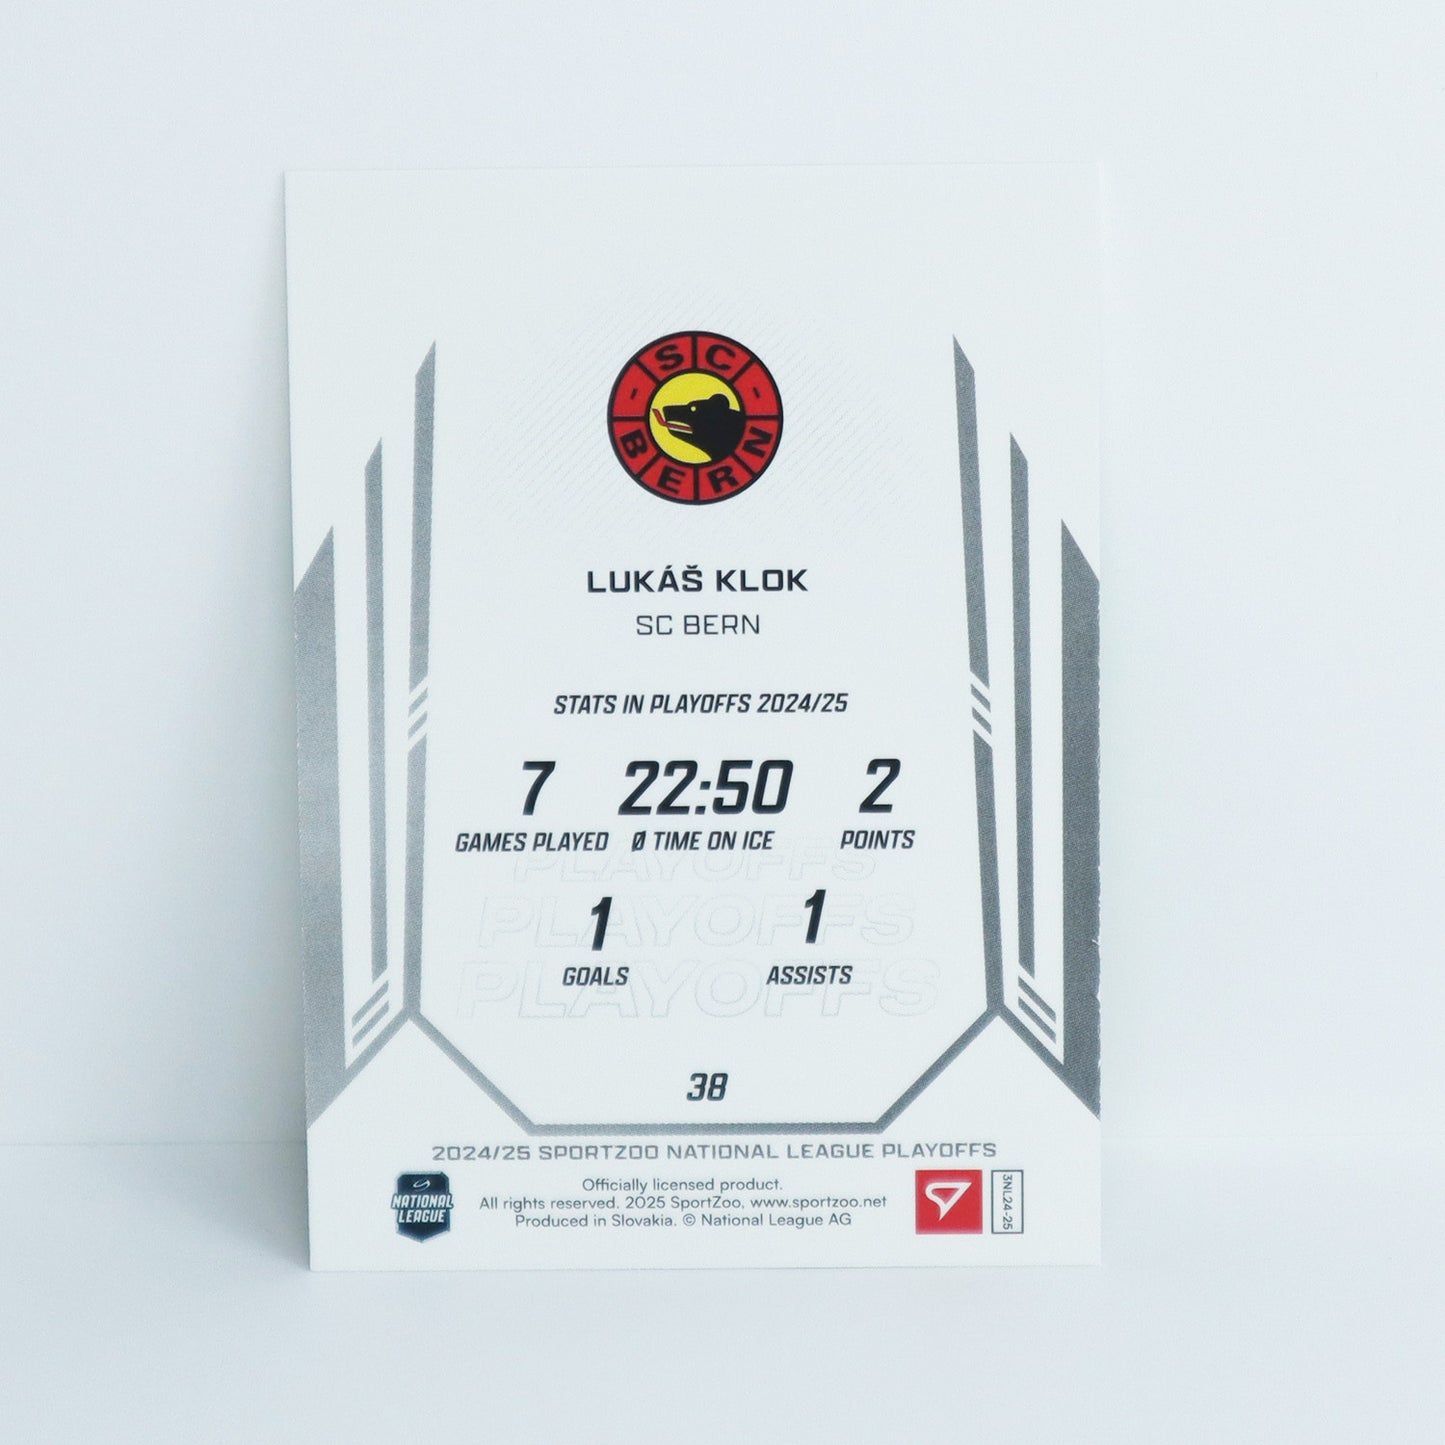 - SC -
BERN
LUKÁŠ KLOK
SC BERN
STATS IN PLAYOFFS 2024/25
7 22:50 2
GAMES PLAYED Ø TIME ON ICE POINTS
PLAYOFFS
1 1
PLAYOFFS
GOALS ASSISTS
PLAYOFFS
38
2024/25 SPORTZOO NATIONAL LEAGUE PLAYOFFS
NATIONAL
LEAGUE
Officially licensed product.
All rights reserved. 2025 SportZoo, www.sportzoo.net
Produced in Slovakia. © National League AG
3NL24-25